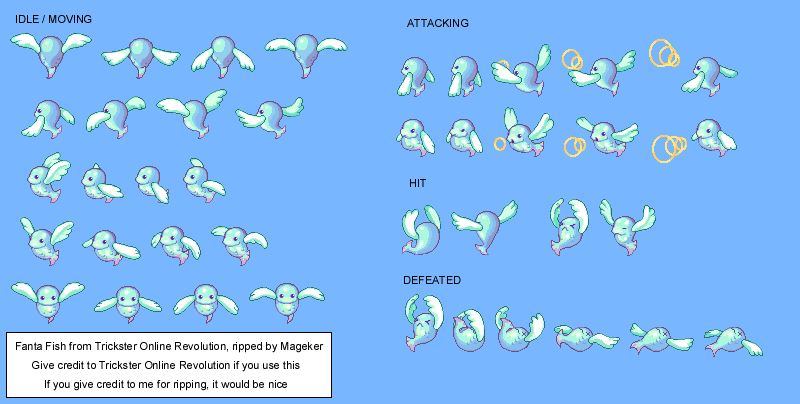 IDLE / MOVING
ATTACKING
HIT
DEFEATED
Fanta Fish from Trickster Online Revolution, ripped by Mageker
Give credit to Trickster Online Revolution if you use this
If you give credit to me for ripping, it would be nice